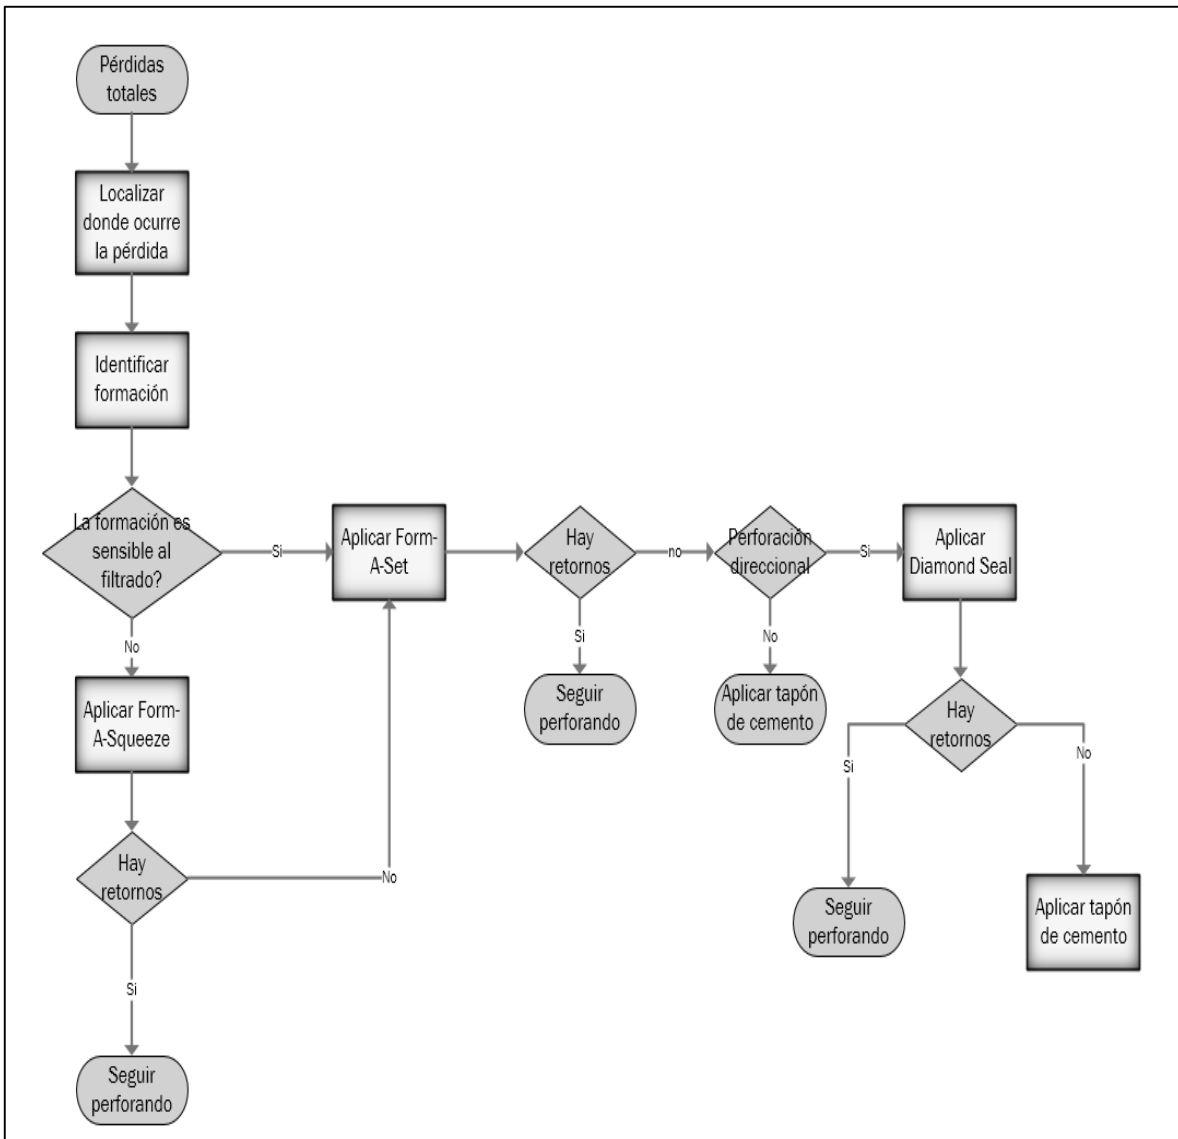 Pérdidas
totales
Localizar
donde ocurre
la pérdida
Identificar
formación
La formación es
sensible al
filtrado?
Si
Aplicar Form-
A-Set
Hay
retornos
no
Perforación
direccional
Si
Aplicar
Diamond Seal
No
Si
No
Aplicar Form-
A-Squeeze
Seguir
perforando
Aplicar tapón
de cemento
Hay
retornos
Si
No
Hay
retornos
No
Seguir
perforando
Aplicar tapón
de cemento
Si
Seguir
perforando